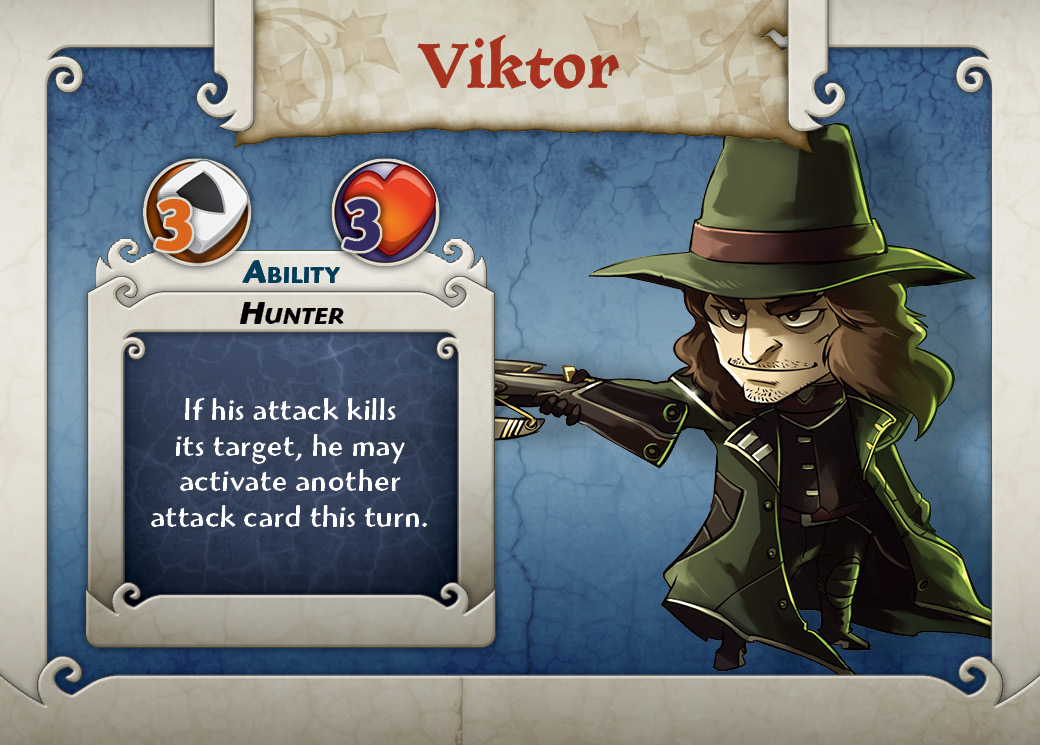 Viktor
3 3
Ability
Hunter
If his attack kills
its target, he may
activate another
attack card this turn.